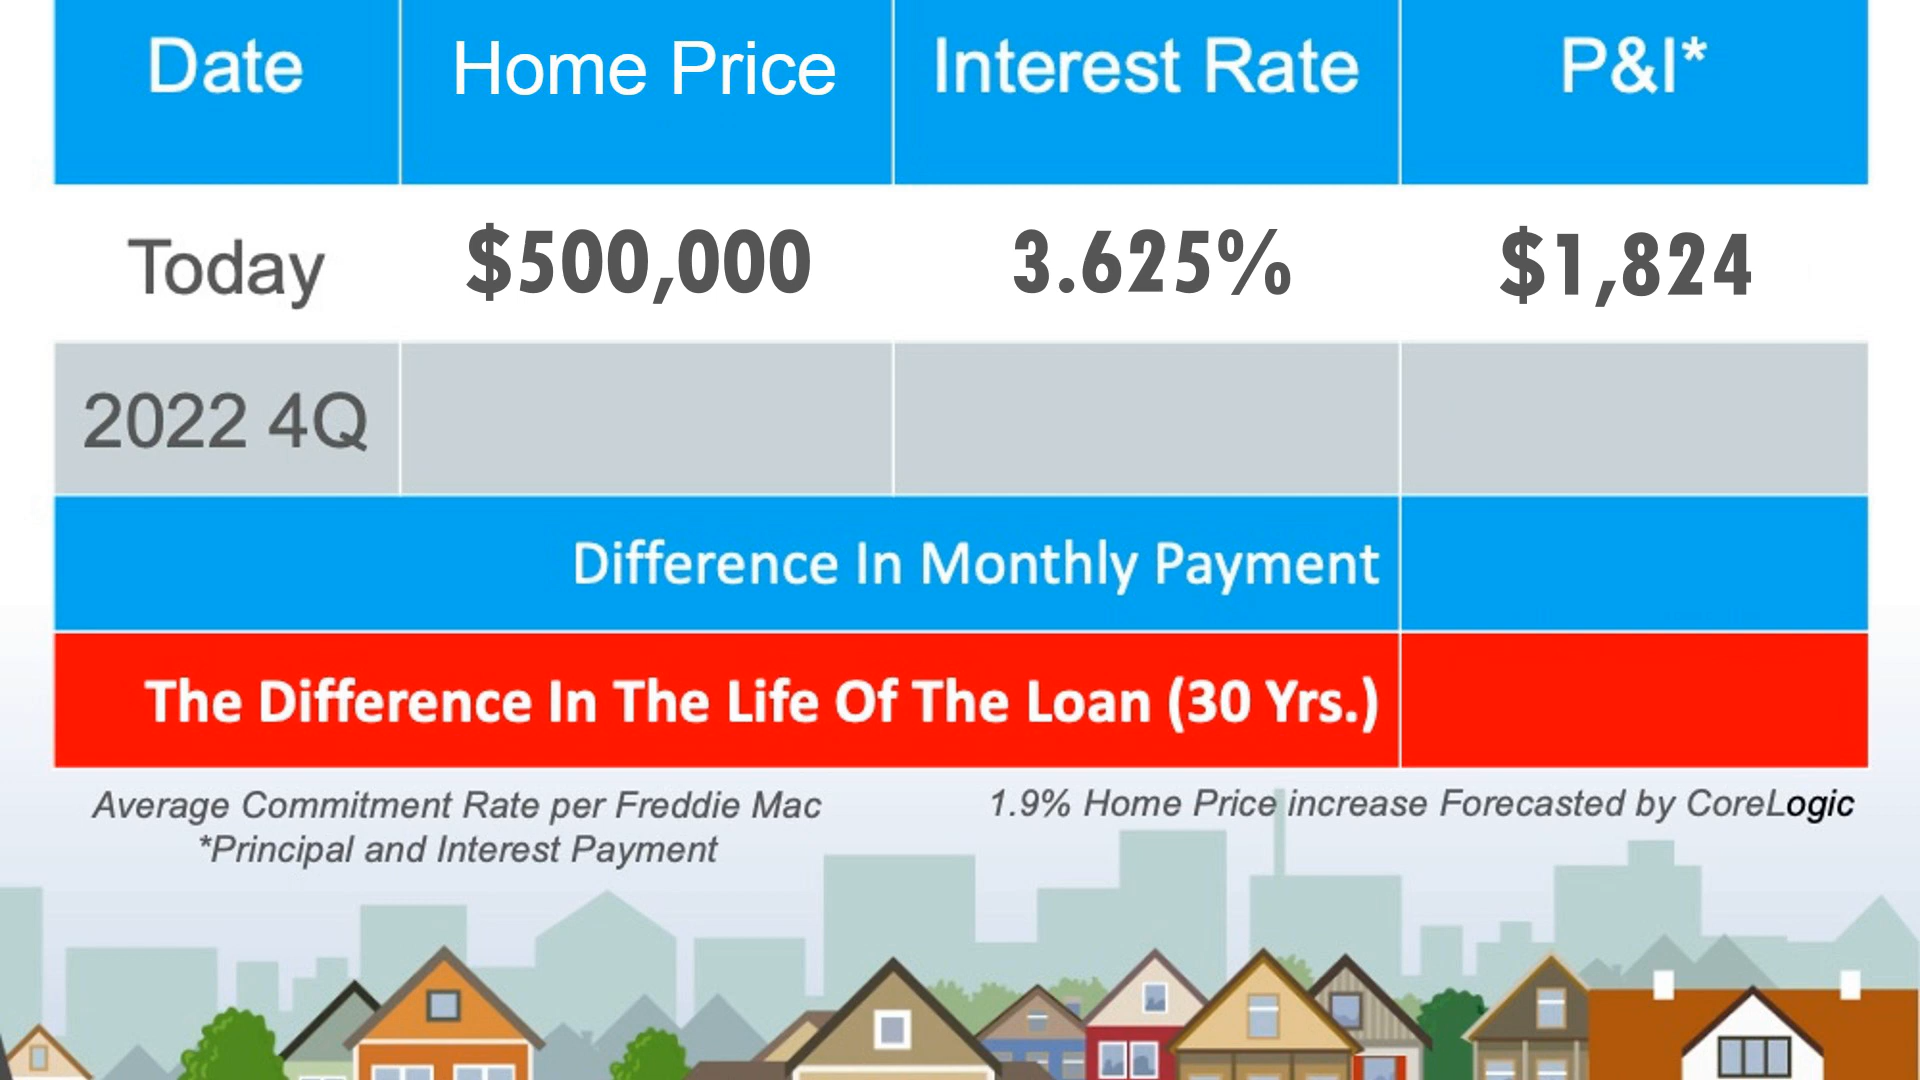 Date Home Price Interest Rate P&I*
Today $500,000 3.625% $1,824
2022 4Q
Difference In Monthly Payment
The Difference In The Life Of The Loan (30 Yrs.)
Average Commitment Rate per Freddie Mac 1.9% Home Price increase Forecasted by CoreLogic
*Principal and Interest Payment